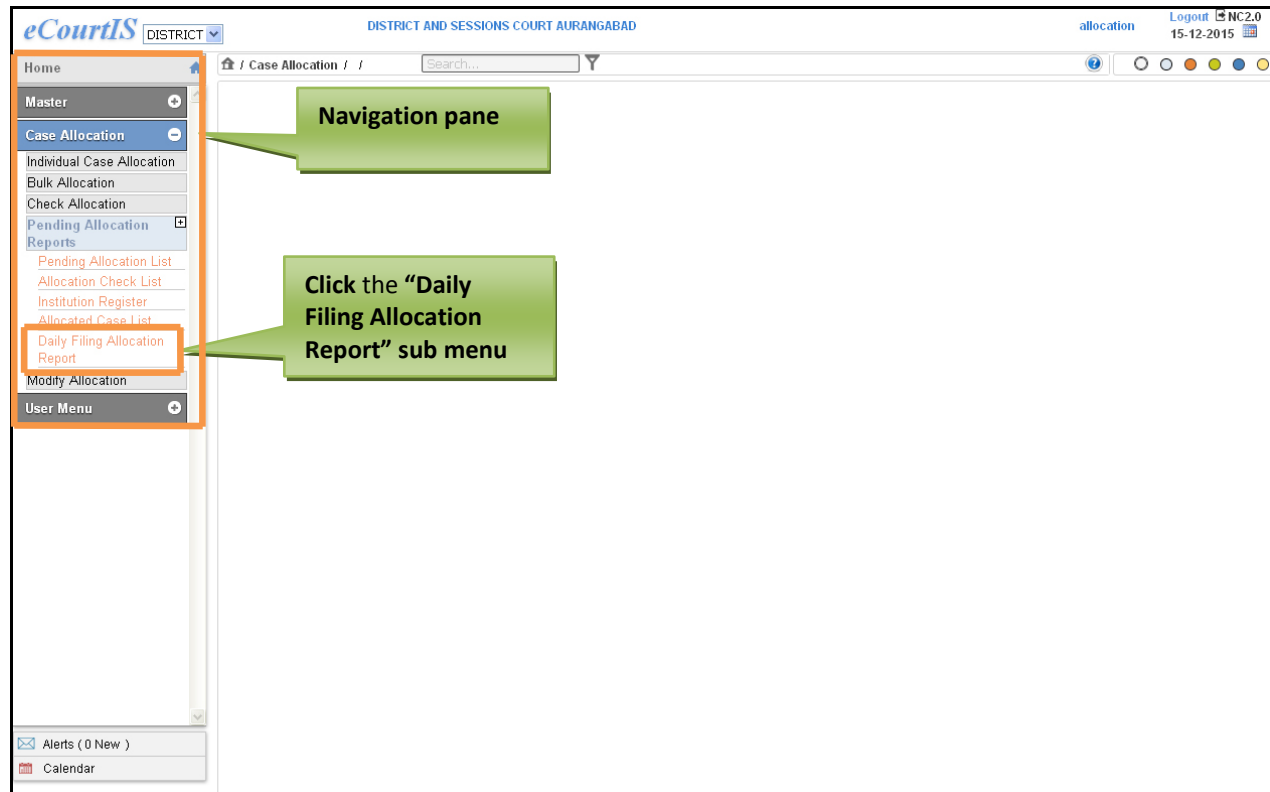 eCourtIS DISTRICT
DISTRICT AND SESSIONS COURT AURANGABAD
allocation
Logout NC2.0
15-12-2015
Home
/ Case Allocation / /
Search...
Master
Case Allocation
Individual Case Allocation
Bulk Allocation
Check Allocation
Pending Allocation
Reports
Pending Allocation List
Allocation Check List
Institution Register
Allocated Case List
Daily Filing Allocation
Report
Modify Allocation
User Menu
Navigation pane
Click the “Daily
Filing Allocation
Report” sub menu
Alerts ( 0 New )
Calendar